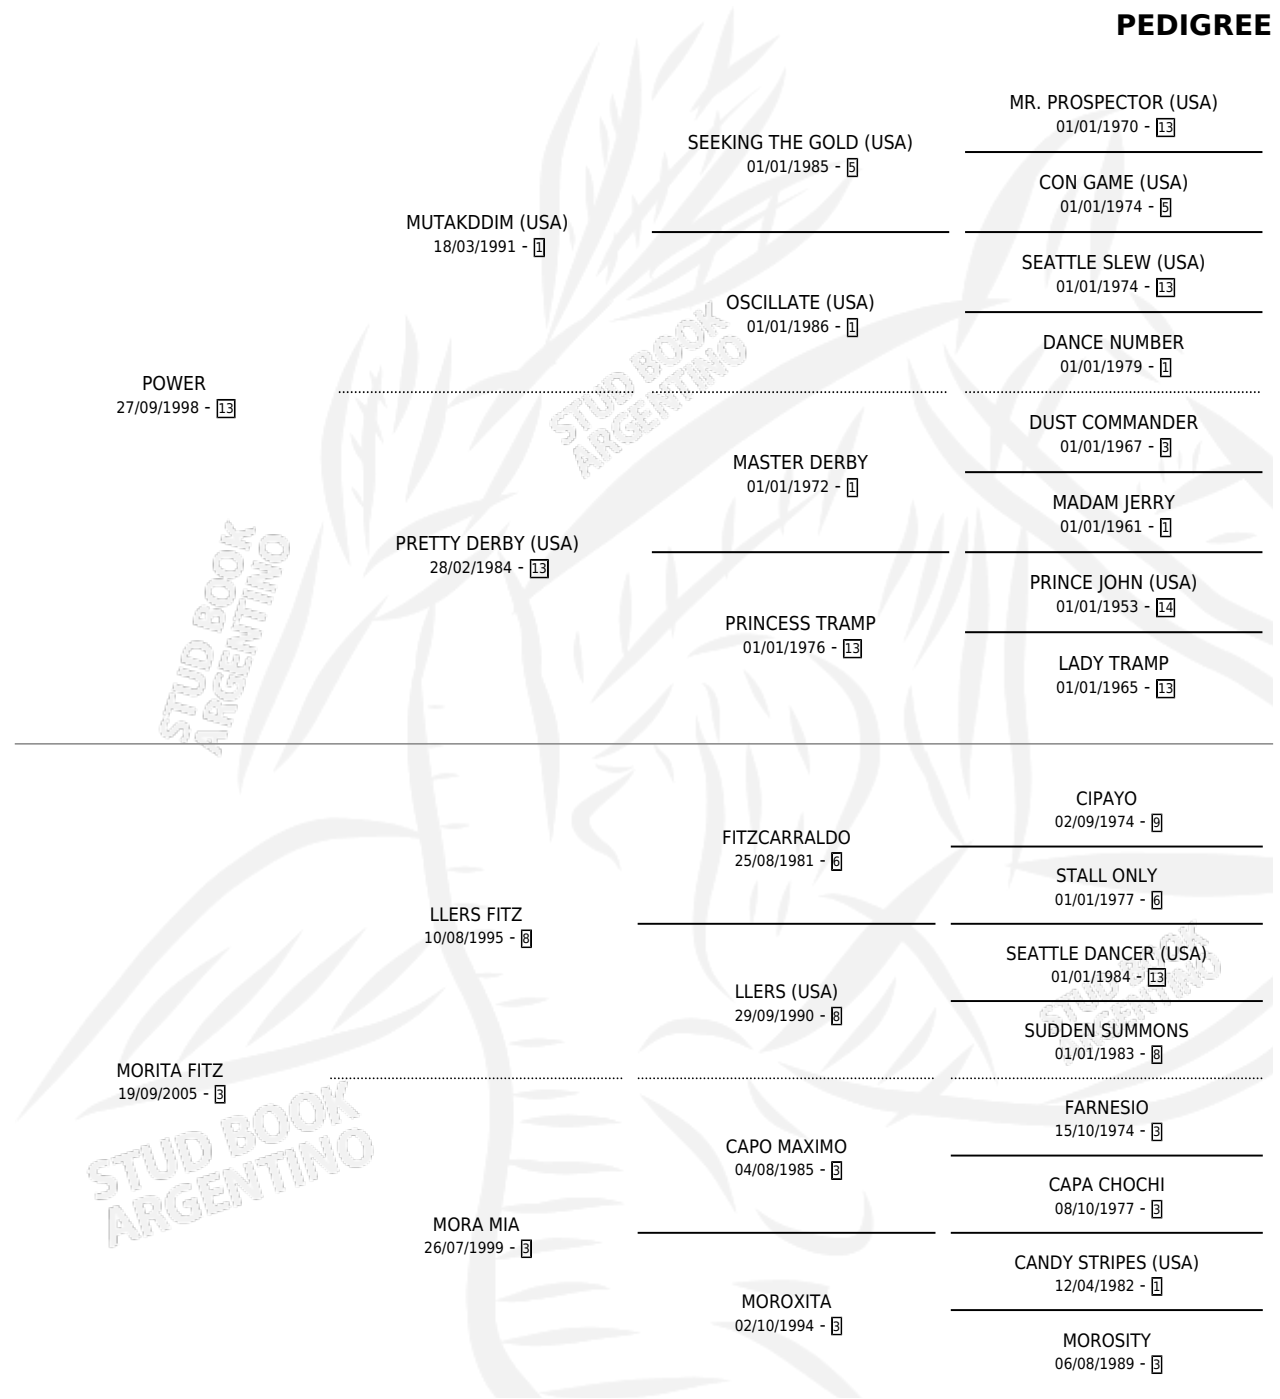 PEDIGREE
MR. PROSPECTOR (USA)
01/01/1970 - 13
SEEKING THE GOLD (USA)
01/01/1985 - 5
CON GAME (USA)
01/01/1974 - 5
MUTAKDDIM (USA)
18/03/1991 - 1
SEATTLE SLEW (USA)
01/01/1974 - 13
OSCILLATE (USA)
01/01/1986 - 1
DANCE NUMBER
01/01/1979 - 1
POWER
27/09/1998 - 13
DUST COMMANDER
01/01/1967 - 3
MASTER DERBY
01/01/1972 - 1
MADAM JERRY
01/01/1961 - 1
PRETTY DERBY (USA)
28/02/1984 - 13
PRINCE JOHN (USA)
01/01/1953 - 14
PRINCESS TRAMP
01/01/1976 - 13
LADY TRAMP
01/01/1965 - 13
CIPAYO
02/09/1974 - 9
FITZCARRALDO
25/08/1981 - 6
STALL ONLY
01/01/1977 - 6
LLERS FITZ
10/08/1995 - 8
SEATTLE DANCER (USA)
01/01/1984 - 13
LLERS (USA)
29/09/1990 - 8
SUDDEN SUMMONS
01/01/1983 - 8
MORITA FITZ
19/09/2005 - 3
FARNESIO
15/10/1974 - 3
CAPO MAXIMO
04/08/1985 - 3
CAPA CHOCHI
08/10/1977 - 3
MORA MIA
26/07/1999 - 3
CANDY STRIPES (USA)
12/04/1982 - 1
MOROXITA
02/10/1994 - 3
MOROSITY
06/08/1989 - 3
STUD BOOK
ARGENTINO
STUD BOOK
ARGENTINO
STUD BOOK
ARGENTINO
STUD BOOK
ARGENTINO